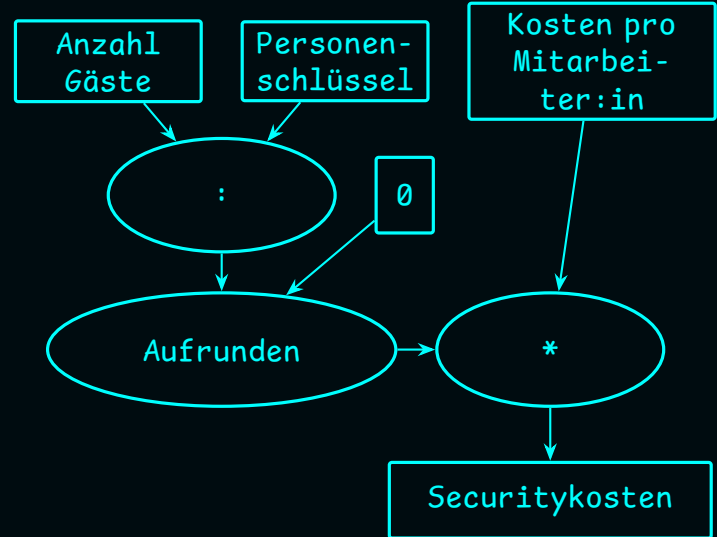 Anzahl
Gäste
Personen-
schlüssel
Kosten pro
Mitarbei-
ter:in
:
0
Aufrunden
*
Securitykosten